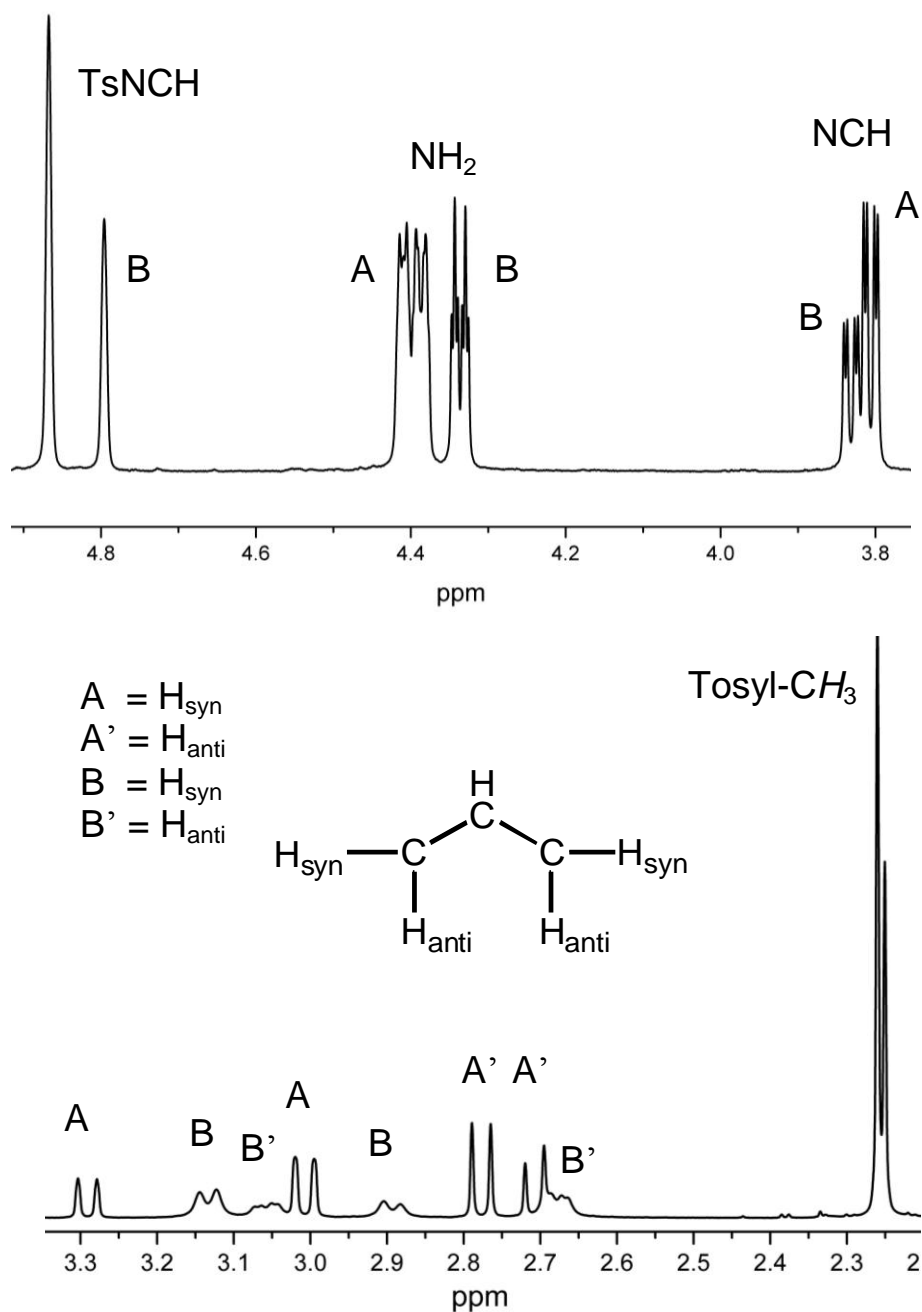 TsNCH
B
A
NH2
B
NCH
A
B
4.8
4.6
4.4
4.2
4.0
3.8
ppm
A = Hsyn
A’ = Hanti
B = Hsyn
B’ = Hanti
Tosyl-CH3
H
C
Hsyn
C
C
Hsyn
Hanti
Hanti
A
B
B’
A
B
A’
A’
B’
3.3
3.2
3.1
3.0
2.9
2.8
2.7
2.6
2.5
2.4
2.3
2
ppm